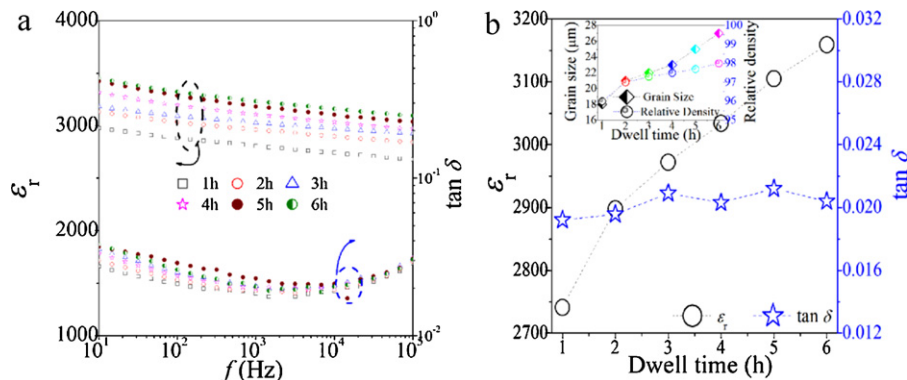 a
4000
3000
2000
1000
εr
10^0
10^-1
10^-2
tan δ
1h 2h 3h
4h 5h 6h
10^1 10^2 10^3 10^4 10^5
f (Hz)
b
3200
3100
3000
2900
2800
2700
εr
0.032
0.028
0.024
0.020
0.016
0.012
tan δ
28
26
24
22
20
18
16
Grain size (μm)
100
99
98
97
96
95
Relative density
Grain Size
Relative Density
1 2 3 4 5
Dwell time (h)
εr tan δ
1 2 3 4 5 6
Dwell time (h)